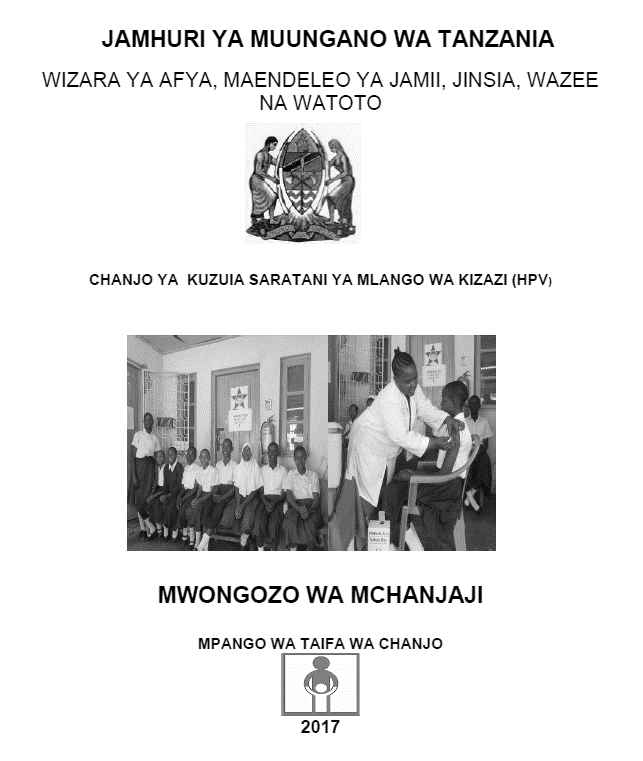 JAMHURI YA MUUNGANO WA TANZANIA
WIZARA YA AFYA, MAENDELEO YA JAMII, JINSIA, WAZEE
NA WATOTO
CHANJO YA KUZUIA SARATANI YA MLANGO WA KIZAZI (HPV)
MWONGOZO WA MCHANJAJI
MPANGO WA TAIFA WA CHANJO
2017